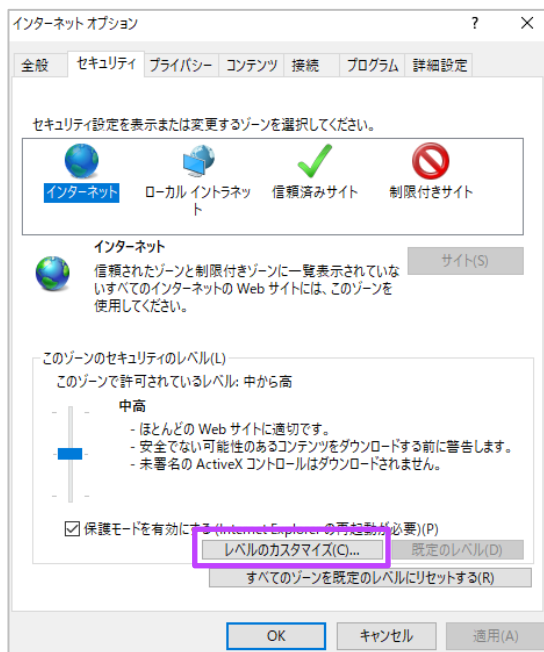 インターネット オプション ? ×
全般 セキュリティ プライバシー コンテンツ 接続 プログラム 詳細設定
セキュリティ設定を表示または変更するゾーンを選択してください。
インターネット ローカル イントラネッ 信頼済みサイト 制限付きサイト
ト
インターネット
サイト(S)
信頼されたゾーンと制限付きゾーンに一覧表示されていな
いすべてのインターネットの Web サイトには、このゾーンを
使用してください。
このゾーンのセキュリティのレベル(L)
このゾーンで許可されているレベル: 中から高
中高
- ほとんどの Web サイトに適切です。
- 安全でない可能性のあるコンテンツをダウンロードする前に警告します。
- 未署名の ActiveX コントロールはダウンロードされません。
保護モードを有効にする (Internet Explorer の再起動が必要)(P)
レベルのカスタマイズ(C)... 既定のレベル(D)
すべてのゾーンを既定のレベルにリセットする(R)
OK キャンセル 適用(A)